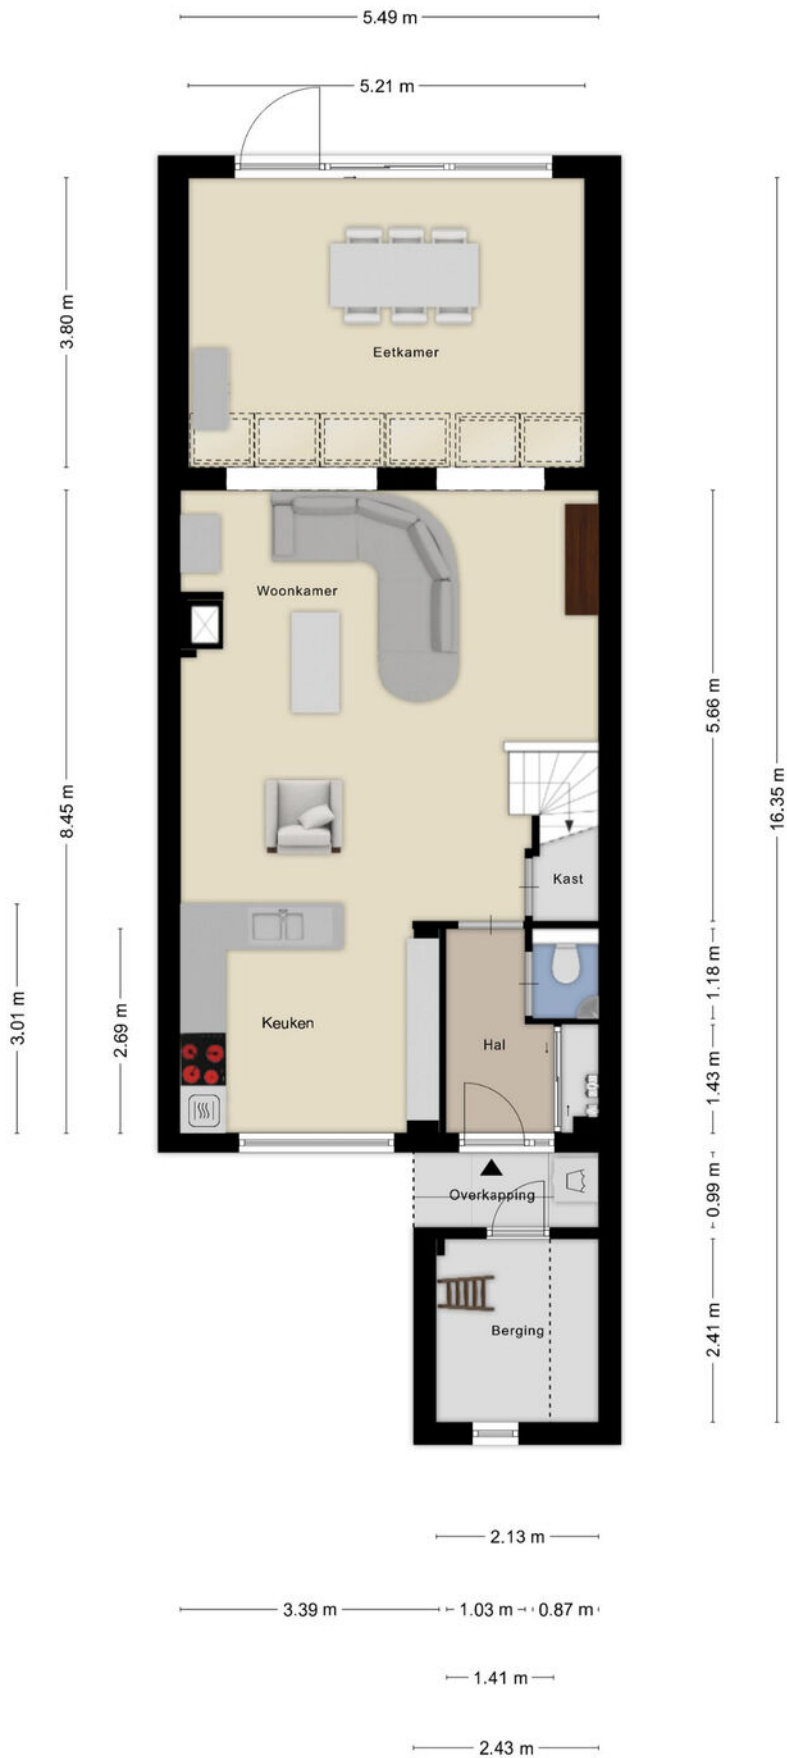 5.49 m
5.21 m
3.80 m
Eetkamer
Woonkamer
5.66 m
16.35 m
8.45 m
Kast
1.18 m
3.01 m
2.69 m
Keuken
Hal
1.43 m
0.99 m
Overkapping
2.41 m
Berging
2.13 m
3.39 m
1.03 m
0.87 m
1.41 m
2.43 m